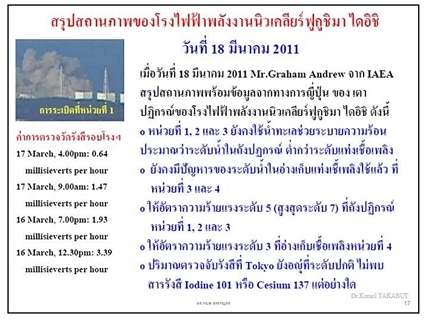 สรุปสถานภาพของโรงไฟฟ้าพลังงานนิวเคลียร์ฟูกูชิมา ไดอิชิ
วันที่ 18 มีนาคม 2011
การระเบิดที่หน่วยที่ 1
ค่าการตรวจวัดรังสีรอบโรงฯ
17 March, 4.00pm: 0.64
millisieverts per hour
17 March, 9.00am: 1.47
millisieverts per hour
16 March, 7.00pm: 1.93
millisieverts per hour
16 March, 12.30pm: 3.39
millisieverts per hour
เมื่อวันที่ 18 มีนาคม 2011 Mr.Graham Andrew จาก IAEA
สรุปสถานภาพพร้อมข้อมูลจากทางการญี่ปุ่น ของ เตา
ปฏิกรณ์ของโรงไฟฟ้าพลังงานนิวเคลียร์ฟูกูชิมา ไดอิชิ ดังนี้
o หน่วยที่ 1, 2 และ 3 ยังคงใช้น้ำทะเลช่วยระบายความร้อน
ประมาณว่าระดับน้ำในถังปฏกรณ์ ต่ำกว่าระดับแท่งเชื้อเพลิง
o ยังคงมีปัญหาของระดับน้ำในอ่างเก็บแท่งเชื้อเพลิงใช้แล้ว ที่
หน่วยที่ 3 และ 4
o ให้อัตราความร้ายแรงระดับ 5 (สูงสุดระดับ 7) ที่ถังปฏิกรณ์
หน่วยที่ 1, 2 และ 3
o ให้อัตราความร้ายแรงระดับ 3 ที่อ่างเก็บเชื้อเพลิงหน่วยที่ 4
o ปริมาณตรวจจับรังสีที่ Tokyo ยังอยู่ที่ระดับปกติ ไม่พบ
สารรังสี Iodine 101 หรือ Cesium 137 แต่อย่างใด
Dr.Kamol TAKABUT
17